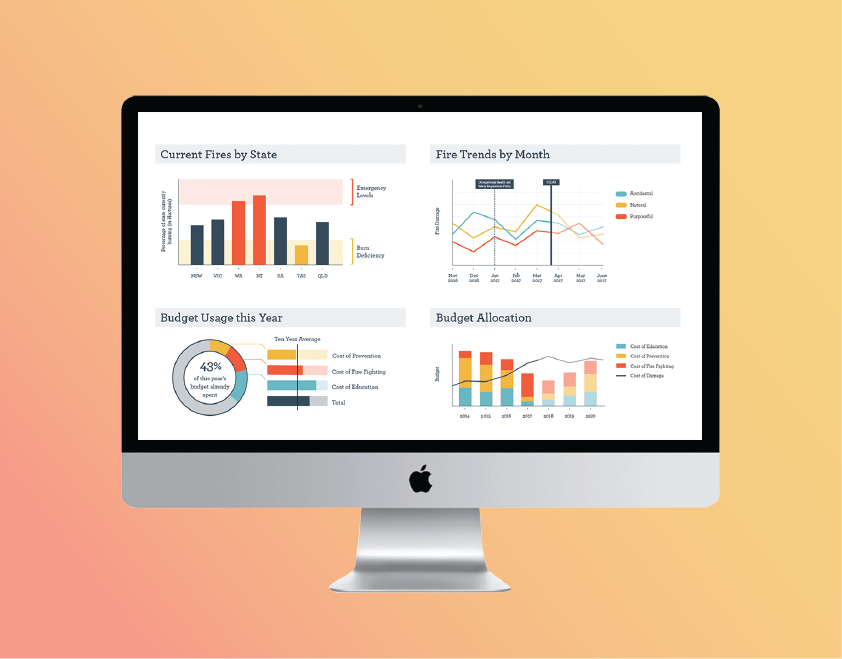 Current Fires by State
Percentage of state currently
burning (in Hectares)
Emergency
Levels
Burn
Deficiency
NSW VIC WA NT SA TAS QLD
Fire Trends by Month
Fire Damage
TODAY
Accidental
Natural
Purposeful
Nov Dec Jan Feb Mar Apr May June
2016 2016 2017 2017 2017 2017 2017 2017
Budget Usage this Year
43%
of this year's
budget already
spent
Ten Year Average
Cost of Prevention
Cost of Fire Fighting
Cost of Education
Total
Budget Allocation
Budget
2014 2015 2016 2017 2018 2019 2020
Cost of Education
Cost of Prevention
Cost of Fire Fighting
Cost of Damage